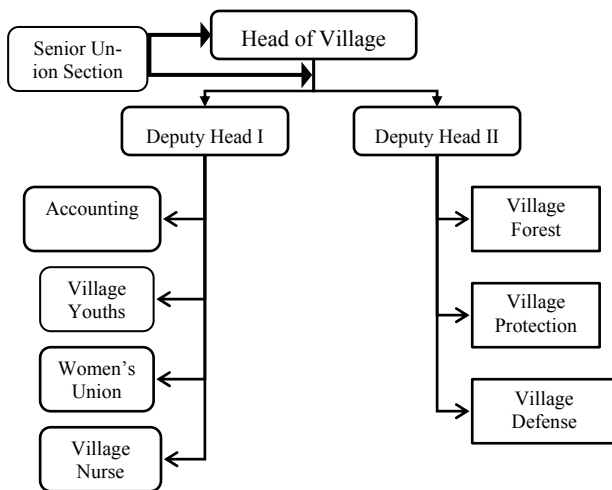 Senior Un-
ion Section
Head of Village
Deputy Head I
Deputy Head II
Accounting
Village
Youths
Women's
Union
Village
Nurse
Village
Forest
Village
Protection
Village
Defense